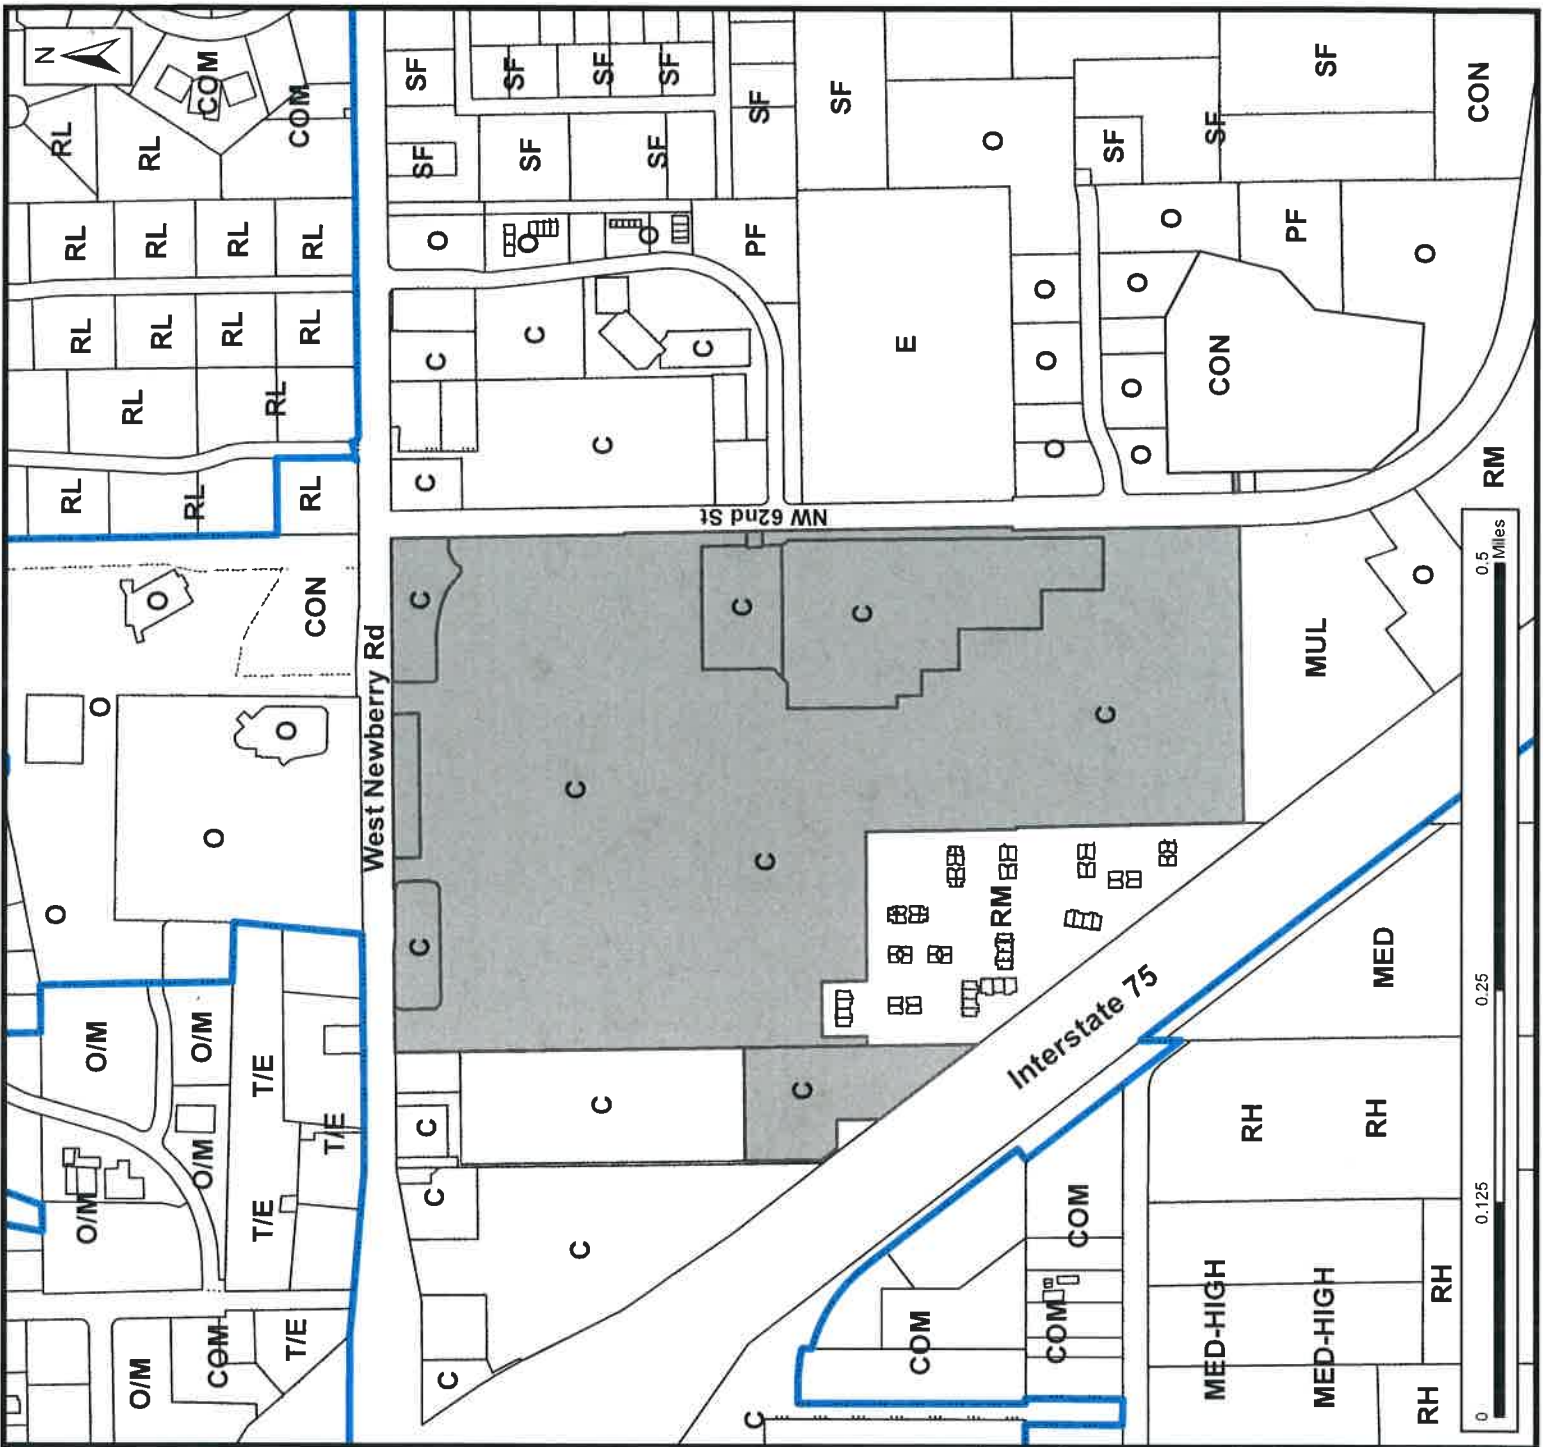 N
O/M
O/M
O
O
RL
RL
RL
RL
O/M
O
RL
RL
RL
RL
COM
O/M
O/M
O
RL
RL
RL
COM
T/E
T/E
T/E
T/E
O
CON
RL
RL
RL
RL
COM
West Newberry Rd
C
C
C
C
C
C
C
O
SF
SF
C
O
SF
SF
C
C
C
C
O
SF
SF
SF
C
C
C
C
PF
SF
NW 62nd St
C
C
E
SF
COM
RM
O
COM
COM
Interstate 75
C
O
O
O
SF
O
O
O
O
MED-HIGH
RH
CON
SF
MED-HIGH
MUL
PF
SF
RH
MED
RH
RH
O
O
RM
CON
0 0.125 0.25 0.5
Miles